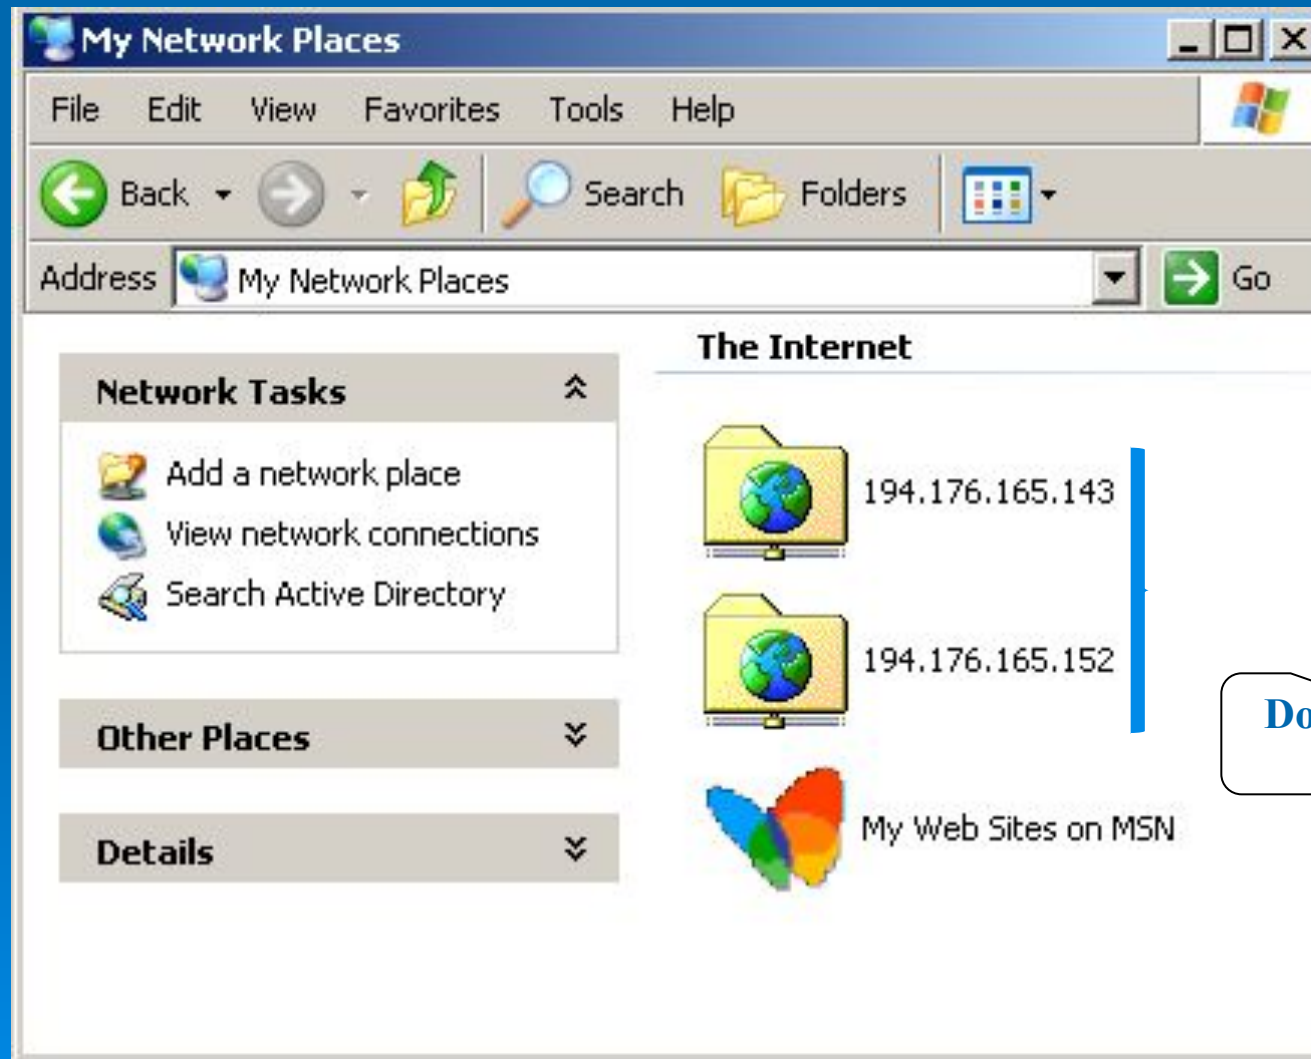 My Network Places
File Edit View Favorites Tools Help
Back Search Folders
Address My Network Places Go
The Internet
Network Tasks
Add a network place
View network connections
Search Active Directory
Other Places
Details
194.176.165.143
194.176.165.152
My Web Sites on MSN